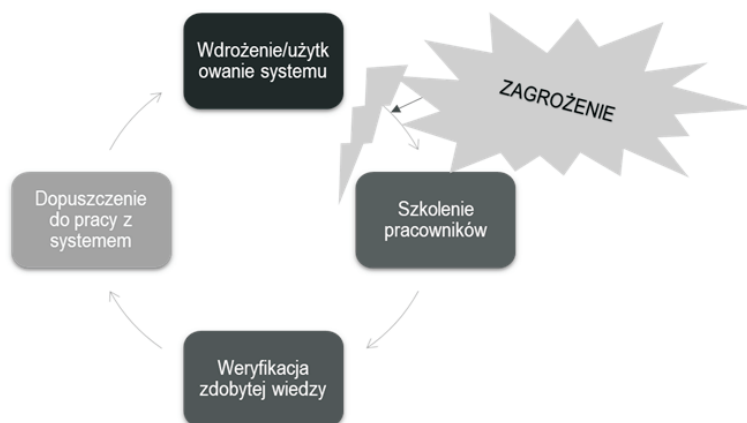 Wdrożenie/użytk
owanie systemu
ZAGROŻENIE
Dopuszczenie
do pracy z
systemem
Szkolenie
pracowników
Weryfikacja
zdobytej wiedzy